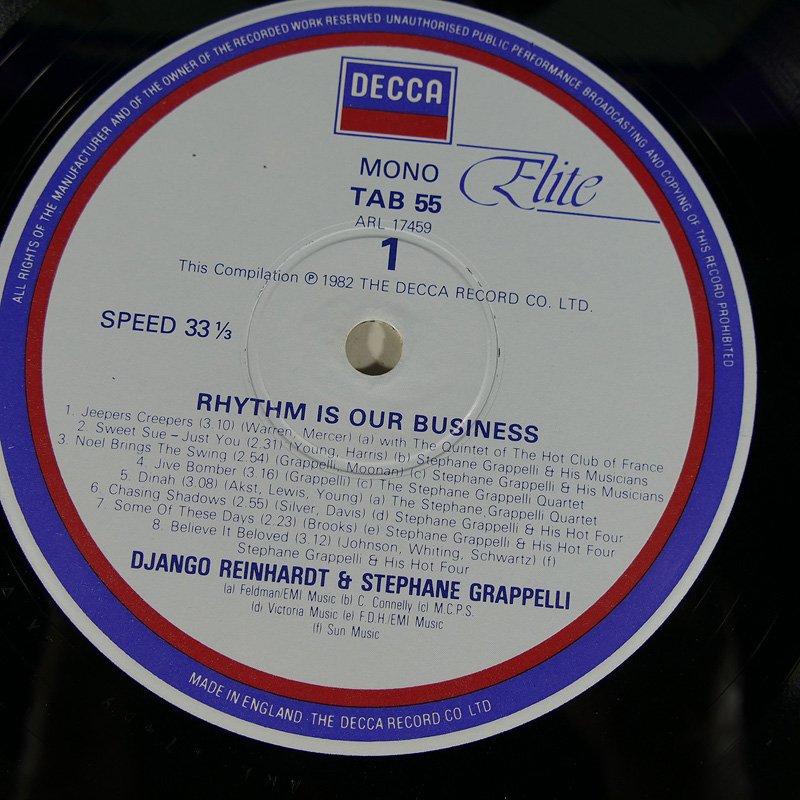 ALL RIGHTS OF THE MANUFACTURER AND OF THE OWNER OF THE RECORDED WORK RESERVED · UNAUTHORISED PUBLIC PERFORMANCE BROADCASTING AND COPYING OF THIS RECORD PROHIBITED
DECCA
Elite
MONO
TAB 55
ARL 17459
1
This Compilation ℗ 1982 THE DECCA RECORD CO. LTD.
SPEED 33⅓
RHYTHM IS OUR BUSINESS
1. Jeepers Creepers (3.10) (Warren, Mercer) (a) with The Quintet of The Hot Club of France
2. Sweet Sue – Just You (2.31) (Young, Harris) (b) Stephane Grappelli & His Musicians
3. Noel Brings The Swing (2.54) (Grappelli, Moonan) (c) Stephane Grappelli & His Musicians
4. Jive Bomber (3.16) (Grappelli) (c) The Stephane Grappelli Quartet
5. Dinah (3.08) (Akst, Lewis, Young) (a) The Stephane Grappelli Quartet
6. Chasing Shadows (2.55) (Silver, Davis) (d) Stephane Grappelli & His Hot Four
7. Some Of These Days (2.23) (Brooks) (e) Stephane Grappelli & His Hot Four
8. Believe It Beloved (3.12) (Johnson, Whiting, Schwartz) (f)
Stephane Grappelli & His Hot Four
DJANGO REINHARDT & STEPHANE GRAPPELLI
(a) Feldman/EMI Music (b) C. Connelly (c) M.C.P.S.
(d) Victoria Music (e) F.D.H./EMI Music
(f) Sun Music
MADE IN ENGLAND · THE DECCA RECORD CO LTD